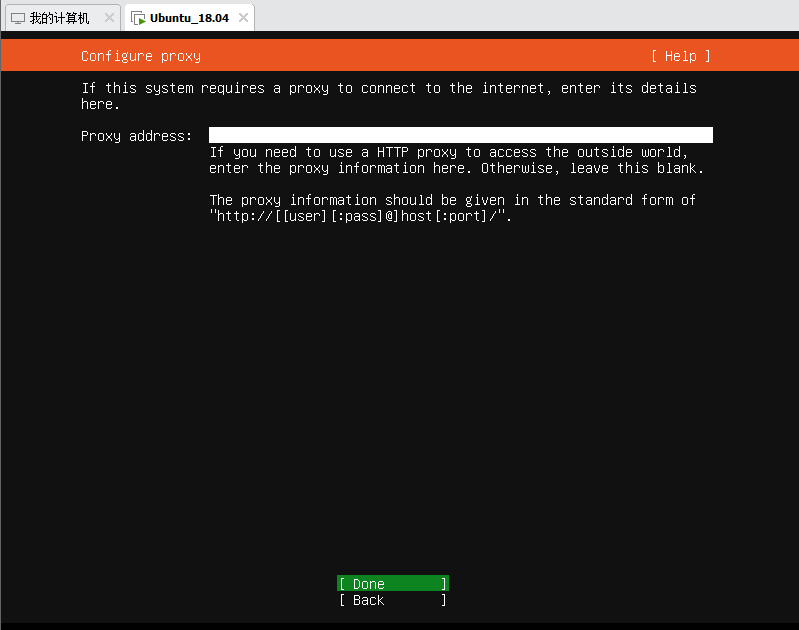 我的计算机
Ubuntu_18.04
Configure proxy [ Help ]
If this system requires a proxy to connect to the internet, enter its details
here.
Proxy address:
If you need to use a HTTP proxy to access the outside world,
enter the proxy information here. Otherwise, leave this blank.
The proxy information should be given in the standard form of
"http://[[user][:pass]@]host[:port]/".
[ Done ]
[ Back ]